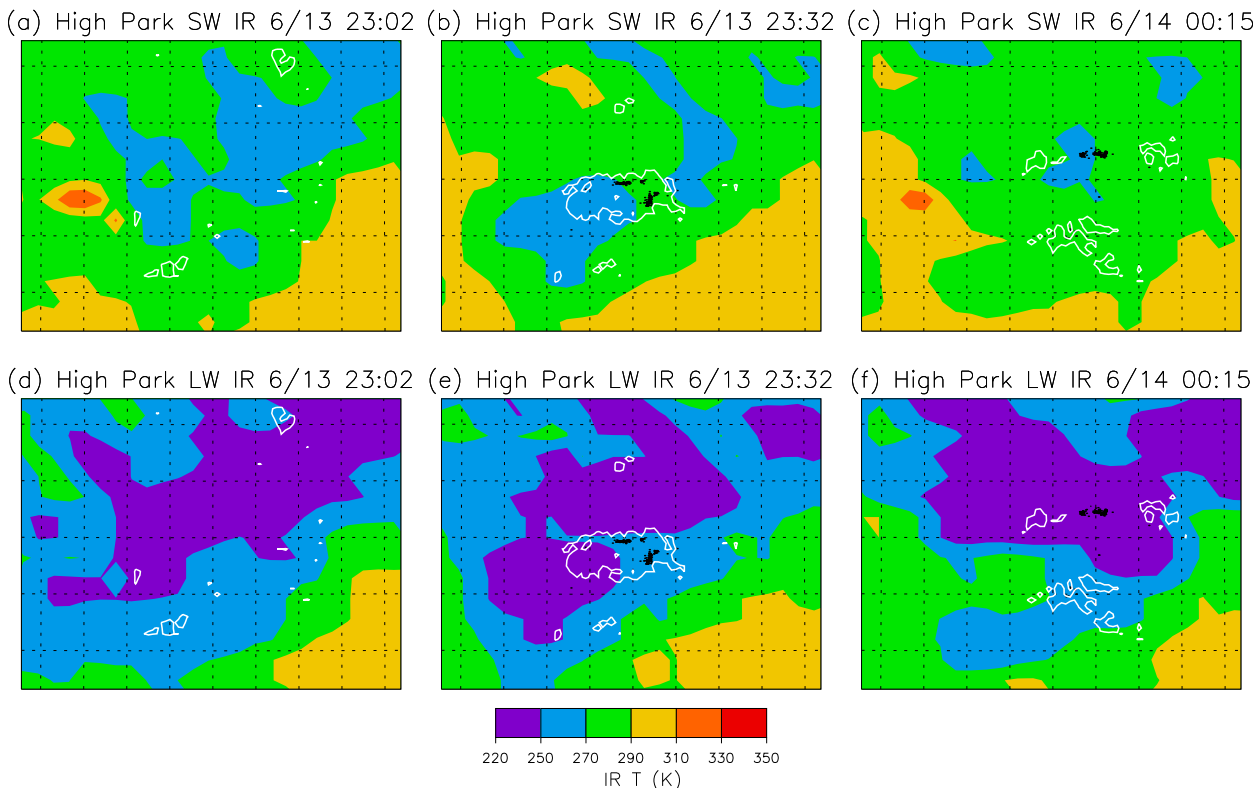 (a) High Park SW IR 6/13 23:02
(b) High Park SW IR 6/13 23:32
(c) High Park SW IR 6/14 00:15
(d) High Park LW IR 6/13 23:02
(e) High Park LW IR 6/13 23:32
(f) High Park LW IR 6/14 00:15
220 250 270 290 310 330 350
IR T (K)